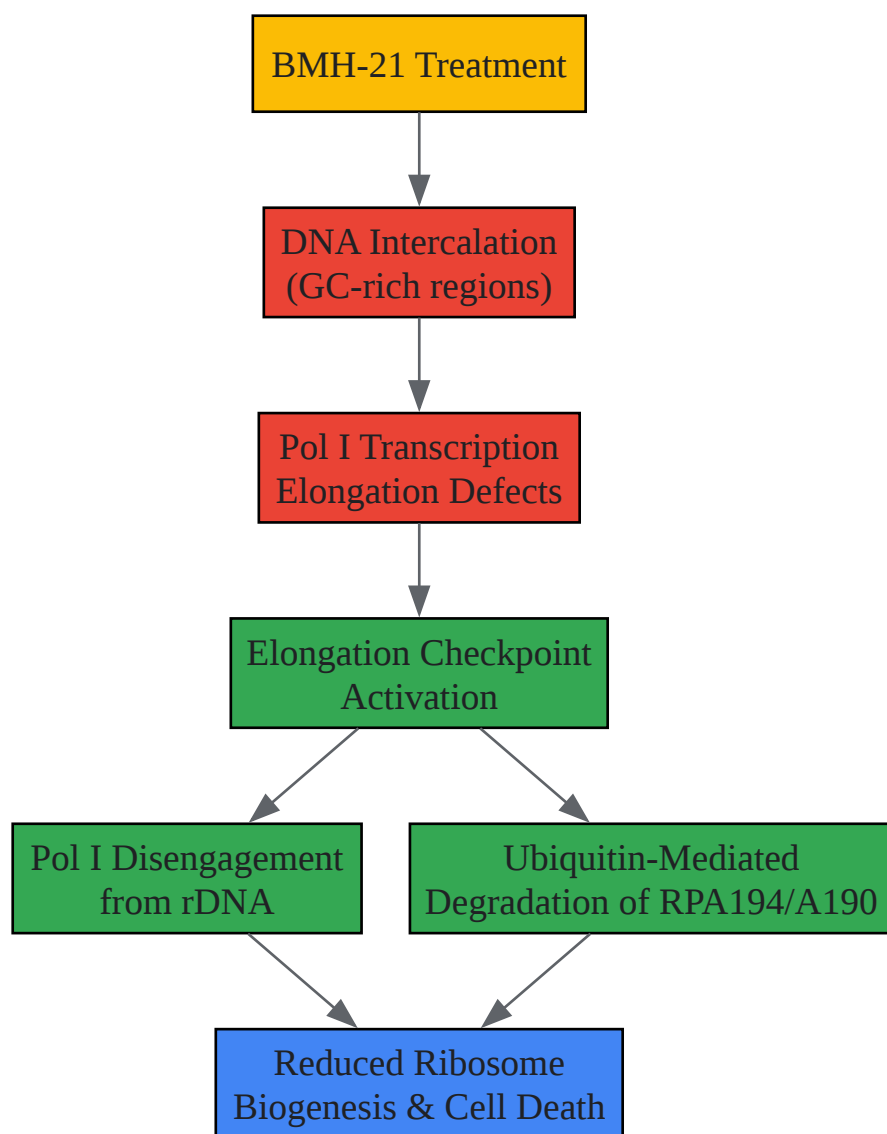 BMH-21 Treatment
DNA Intercalation
(GC-rich regions)
Pol I Transcription
Elongation Defects
Elongation Checkpoint
Activation
Pol I Disengagement
from rDNA
Ubiquitin-Mediated
Degradation of RPA194/A190
Reduced Ribosome
Biogenesis & Cell Death